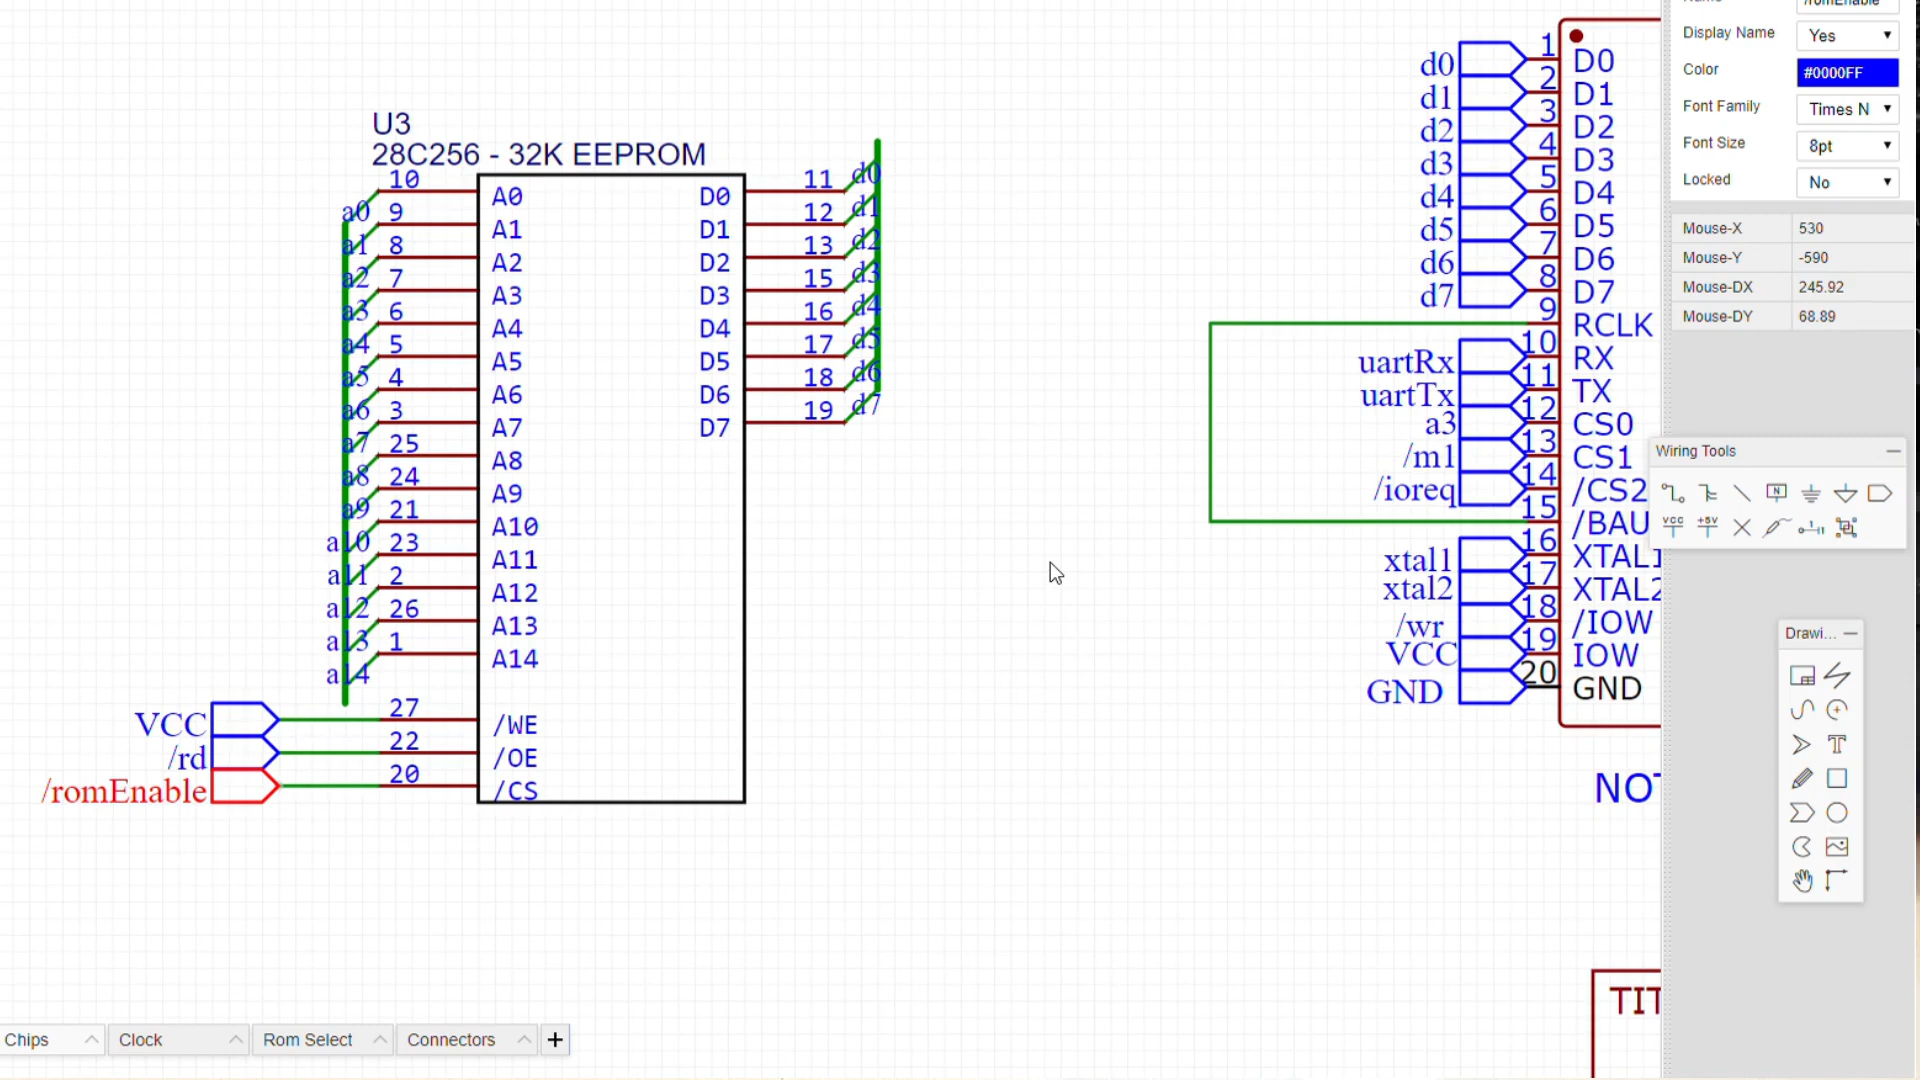 U3
28C256 - 32K EEPROM
a0 10 A0
a1 9 A1
a2 8 A2
a3 7 A3
a4 6 A4
a5 5 A5
a6 4 A6
a7 3 A7
a8 25 A8
a9 24 A9
a10 21 A10
a11 23 A11
a12 2 A12
a13 26 A13
a14 1 A14
VCC 27 /WE
/rd 22 /OE
/romEnable 20 /CS
D0 11 d0
D1 12 d1
D2 13 d2
D3 15 d3
D4 16 d4
D5 17 d5
D6 18 d6
D7 19 d7
d0 1 D0
d1 2 D1
d2 3 D2
d3 4 D3
d4 5 D4
d5 6 D5
d6 7 D6
d7 8 D7
9 RCLK
uartRx 10 RX
uartTx 11 TX
a3 12 CS0
/m1 13 CS1
/ioreq 14 /CS2
15 /BAU
xtal1 16 XTAL1
xtal2 17 XTAL2
/wr 18 /IOW
VCC 19 IOW
GND 20 GND
NOT
TIT
Name /romEnable
Display Name Yes
Color #0000FF
Font Family Times N
Font Size 8pt
Locked No
Mouse-X 530
Mouse-Y -590
Mouse-DX 245.92
Mouse-DY 68.89
Wiring Tools
N
VCC +5V
Drawi...
T
Chips
Clock
Rom Select
Connectors
+